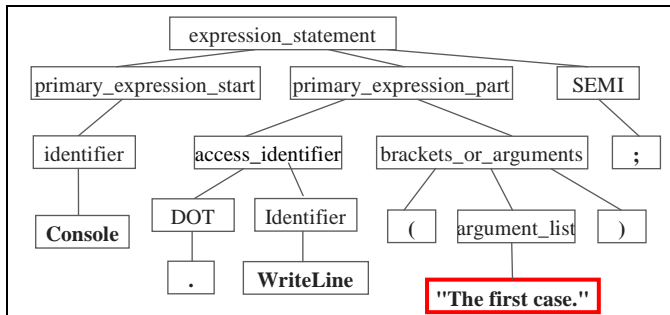 expression_statement
primary_expression_start primary_expression_part SEMI
identifier access_identifier brackets_or_arguments ;
DOT Identifier ( argument_list )
Console
. WriteLine "The first case."